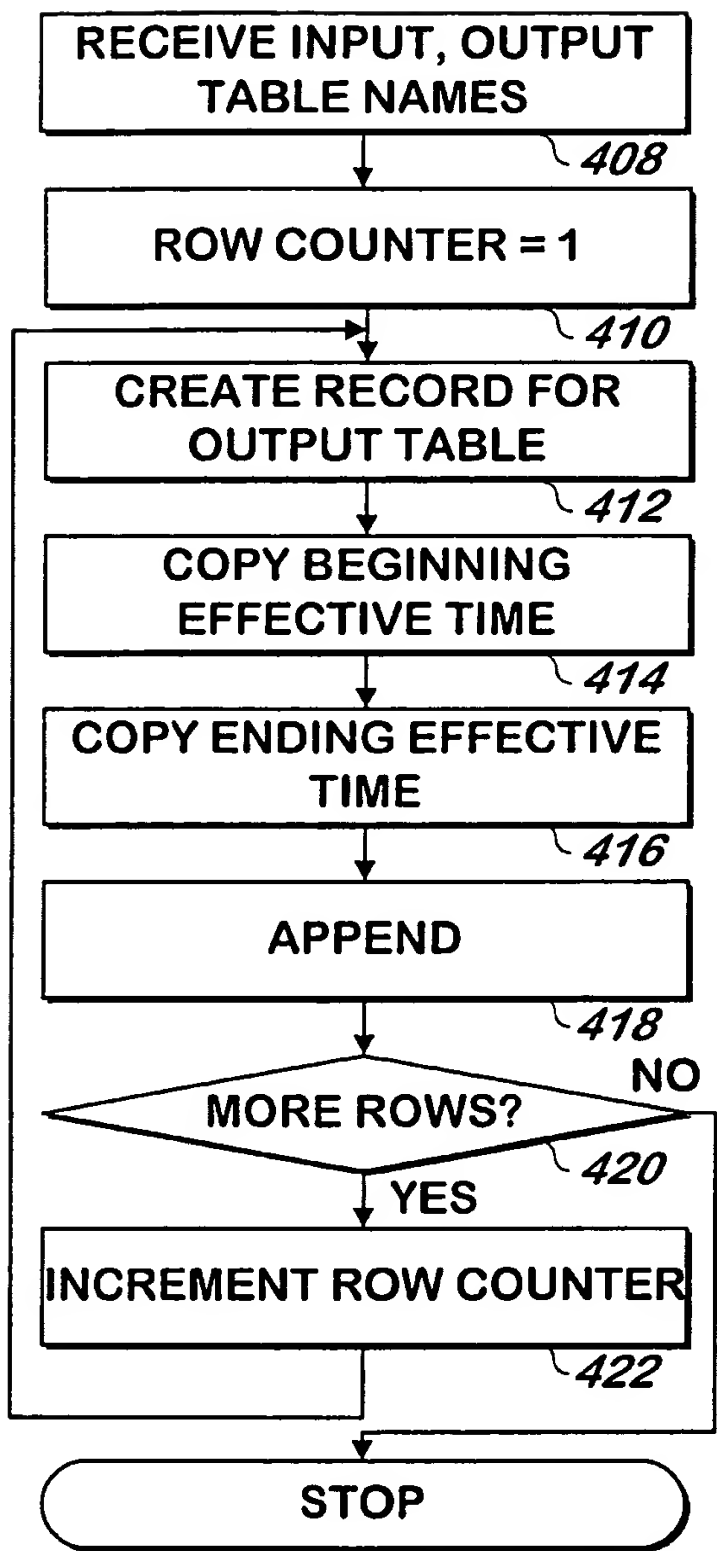 RECEIVE INPUT, OUTPUT
TABLE NAMES
408
ROW COUNTER = 1
410
CREATE RECORD FOR
OUTPUT TABLE
412
COPY BEGINNING
EFFECTIVE TIME
414
COPY ENDING EFFECTIVE
TIME
416
APPEND
418
NO
MORE ROWS?
420
YES
INCREMENT ROW COUNTER
422
STOP